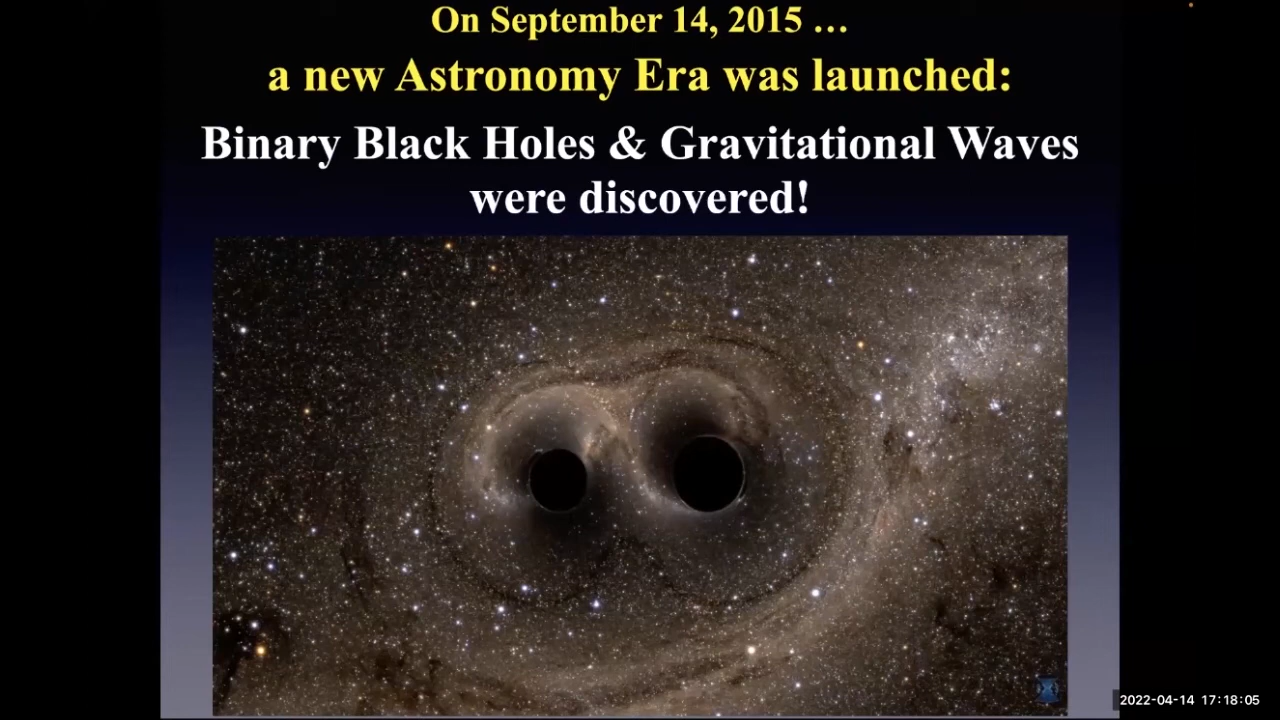 On September 14, 2015 …
a new Astronomy Era was launched:
Binary Black Holes & Gravitational Waves
were discovered!
2022-04-14 17:18:05